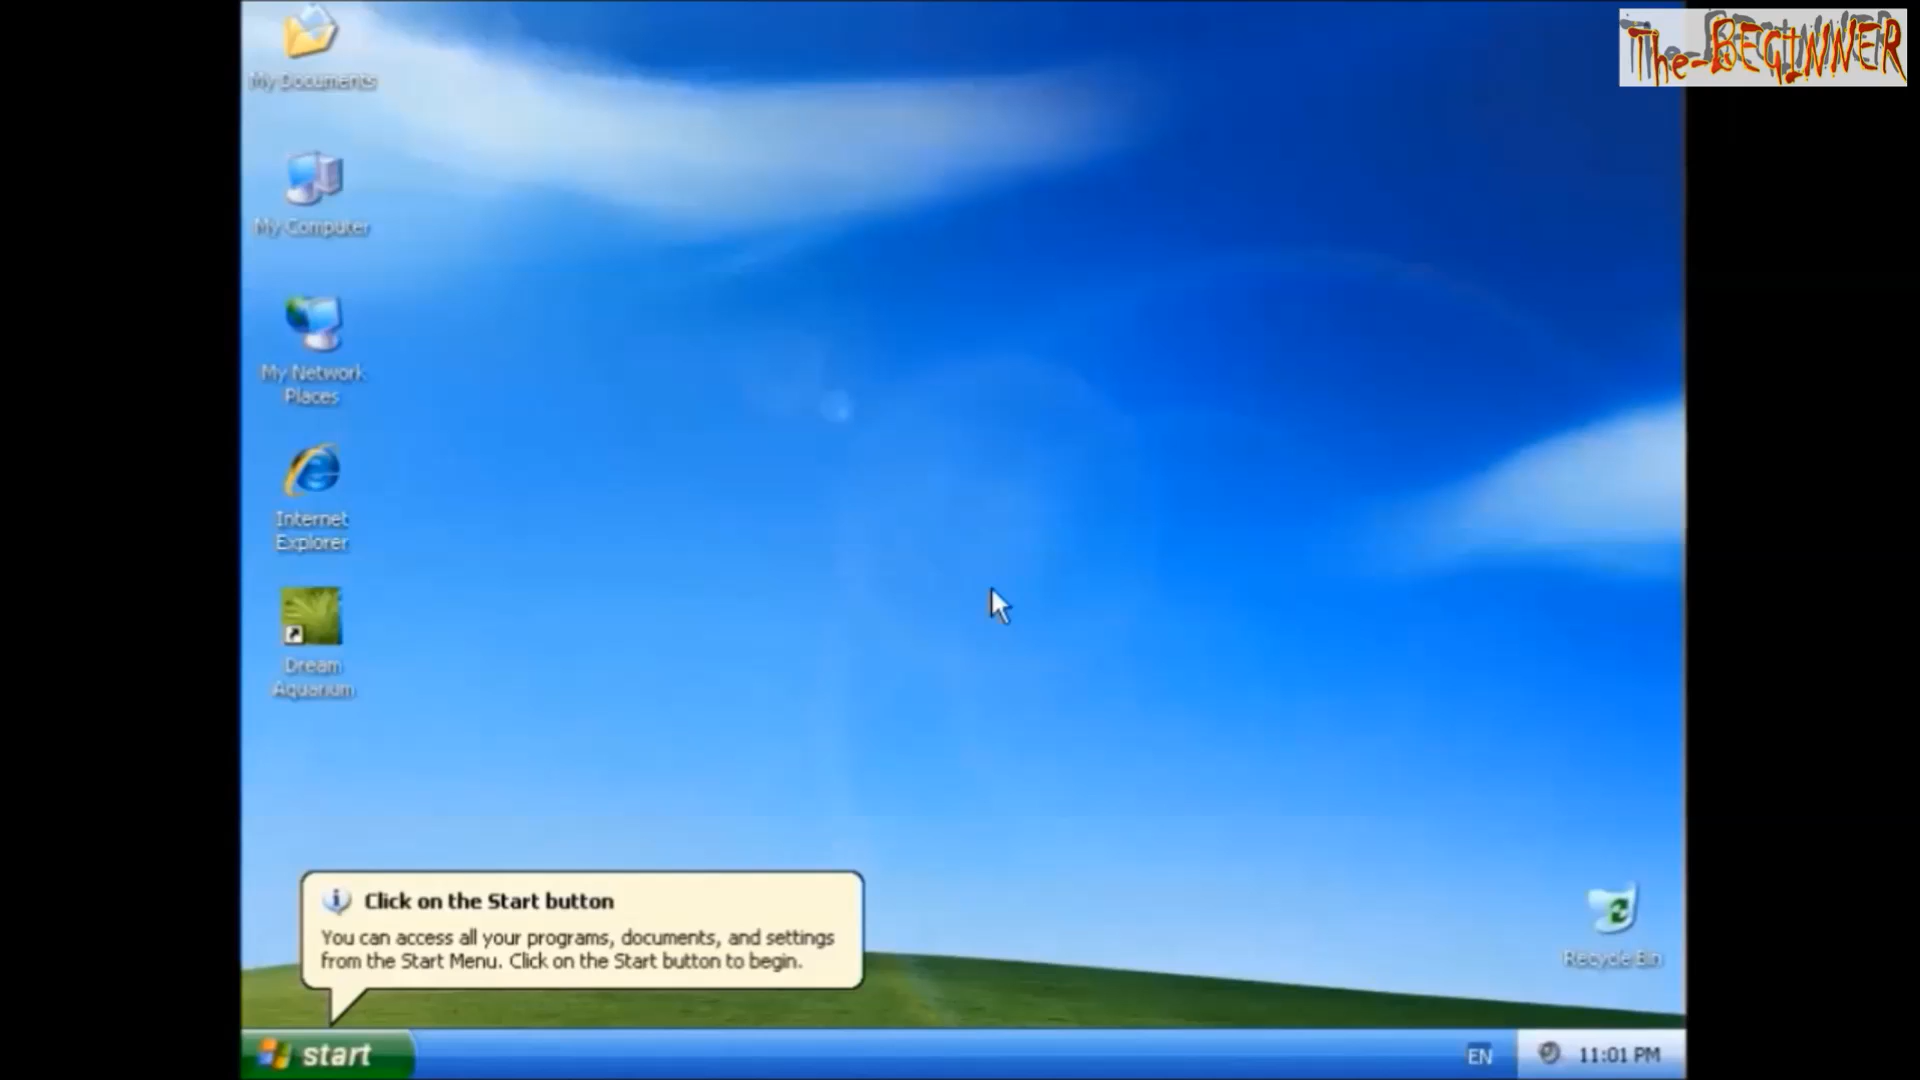 The-BEGINNER
My Documents
My Computer
My Network
Places
Internet
Explorer
Dream
Aquarium
Click on the Start button
You can access all your programs, documents, and settings
from the Start Menu. Click on the Start button to begin.
Recycle Bin
start
EN
11:01 PM